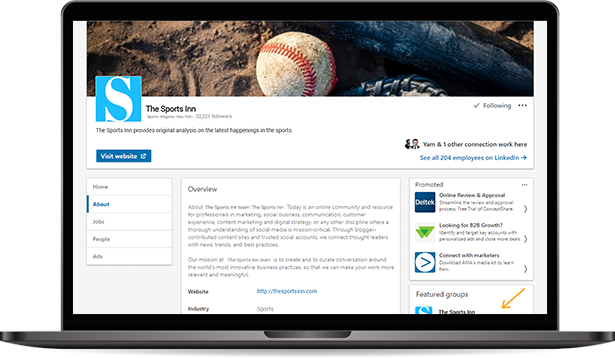 S
The Sports Inn
Sports • Magzine • New York • 32,221 followers
Following
The Sports Inn provides original analysis on the latest happenings in the sports.
Yam & 1 other connection work here
Visit website
See all 204 employees on LinkedIn
Home
About
Jobs
People
Ads
Overview
About The Sports Inn team The Sports Inn Today is an online community and resource
for professionals in marketing, social business, communication, customer
experience, content marketing and digital strategy, or any other discipline where a
thorough understanding of social media is mission-critical. Through blogger-
contributed content sites and trusted social accounts, we connect thought leaders
with news, trends, and best practices.
Our mission at The Sports Inn team is to create and to curate conversation around
the world's most innovative business practices, so that we can make your work more
relevant and meaningful.
Website http://thesportsinn.com
Industry Sports
Promoted
Deltek
Online Review & Approval
Streamline the review and approval
process. Free Trial of ConceptShare.
Looking for B2B Growth?
Identify and target key accounts with
personalized ads and close more deals
Connect with marketers
Download AMA's media kit to learn
how.
Featured groups
S
The Sports Inn